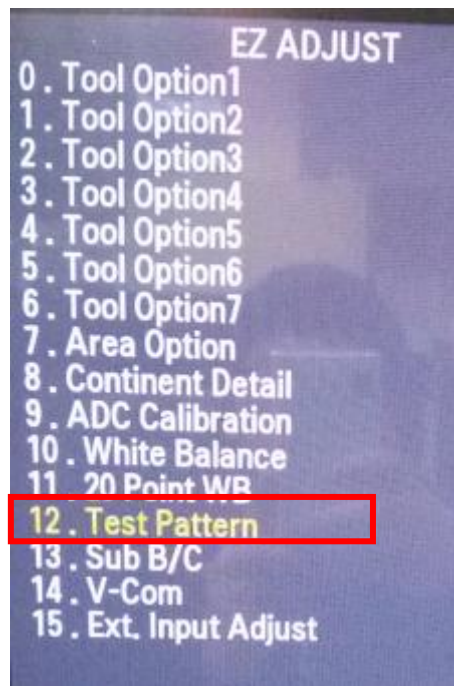 EZ ADJUST
0 . Tool Option1
1 . Tool Option2
2 . Tool Option3
3 . Tool Option4
4 . Tool Option5
5 . Tool Option6
6 . Tool Option7
7 . Area Option
8 . Continent Detail
9 . ADC Calibration
10 . White Balance
11 . 20 Point WB
12 . Test Pattern
13 . Sub B/C
14 . V-Com
15 . Ext. Input Adjust